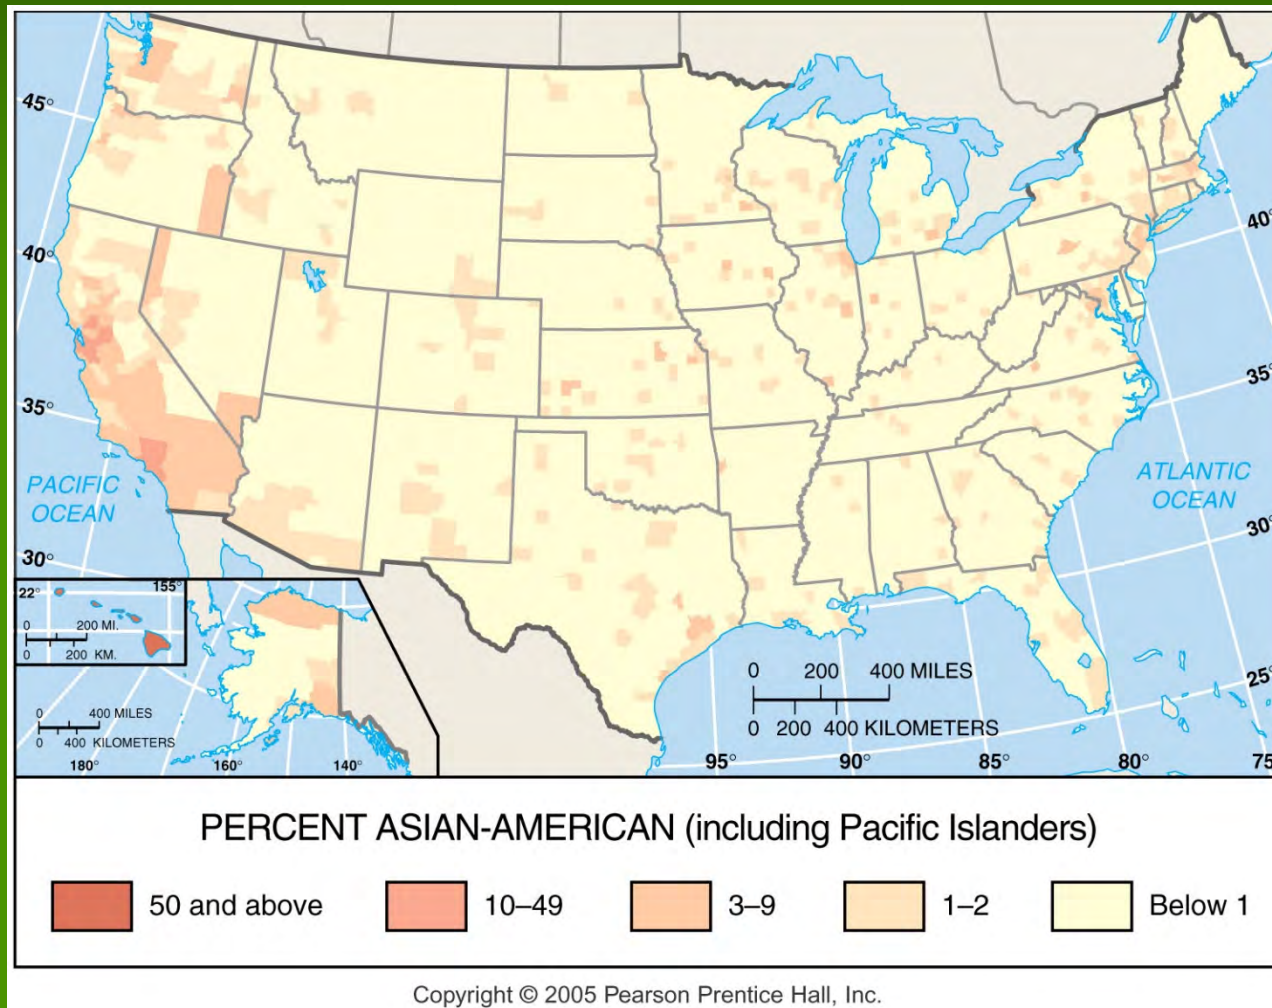 45°
40°
35°
30°
PACIFIC
OCEAN
40°
35°
30°
25°
ATLANTIC
OCEAN
22°
155°
0 200 MI.
0 200 KM.
0 400 MILES
0 400 KILOMETERS
180°
160°
140°
0 200 400 MILES
0 200 400 KILOMETERS
95°
90°
85°
80°
75
PERCENT ASIAN-AMERICAN (including Pacific Islanders)
50 and above
10–49
3–9
1–2
Below 1
Copyright © 2005 Pearson Prentice Hall, Inc.